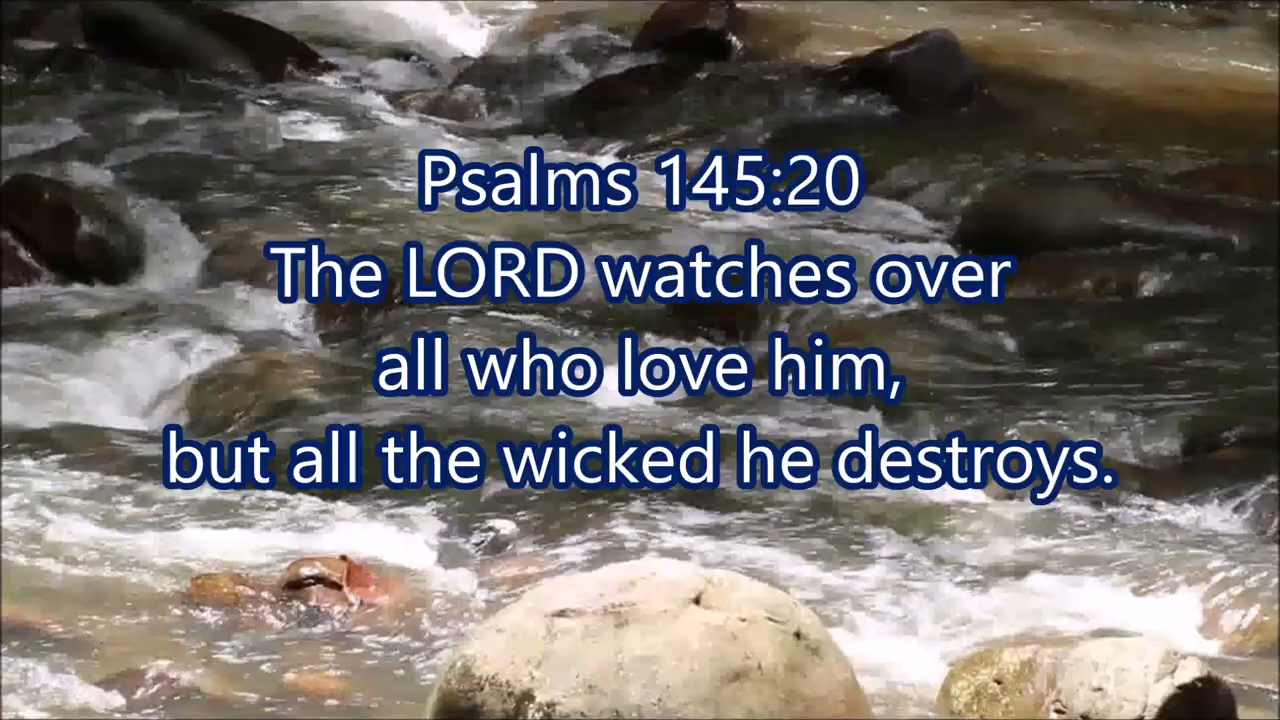 Psalms 145:20
The LORD watches over
all who love him,
but all the wicked he destroys.